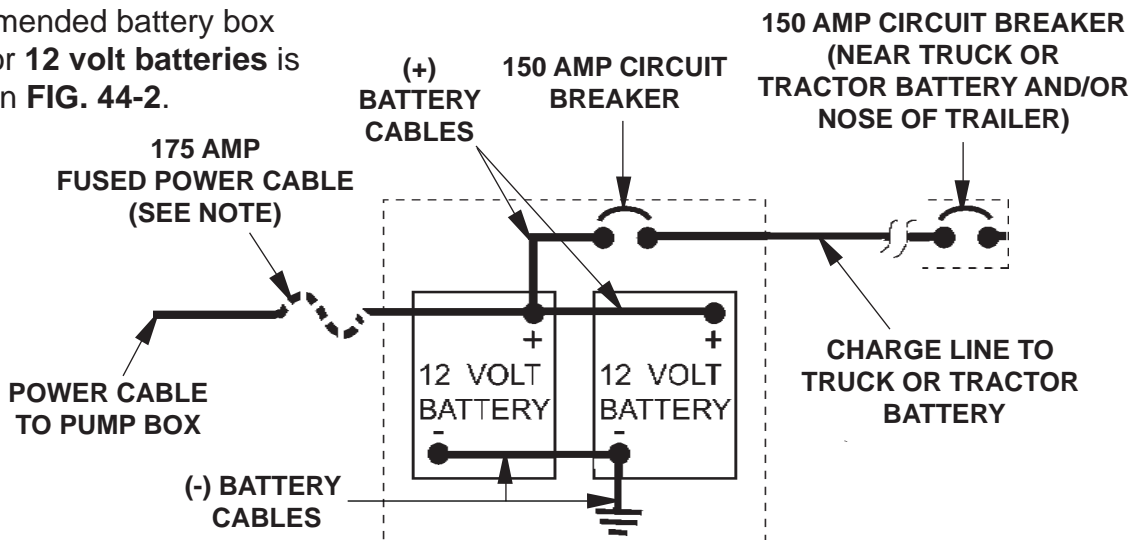 mended battery box
or 12 volt batteries is
n FIG. 44-2.
(+)
BATTERY
CABLES
150 AMP CIRCUIT
BREAKER
150 AMP CIRCUIT BREAKER
(NEAR TRUCK OR
TRACTOR BATTERY AND/OR
NOSE OF TRAILER)
175 AMP
FUSED POWER CABLE
(SEE NOTE)
+
+
12 VOLT
BATTERY
-
12 VOLT
BATTERY
-
POWER CABLE
TO PUMP BOX
CHARGE LINE TO
TRUCK OR TRACTOR
BATTERY
(-) BATTERY
CABLES